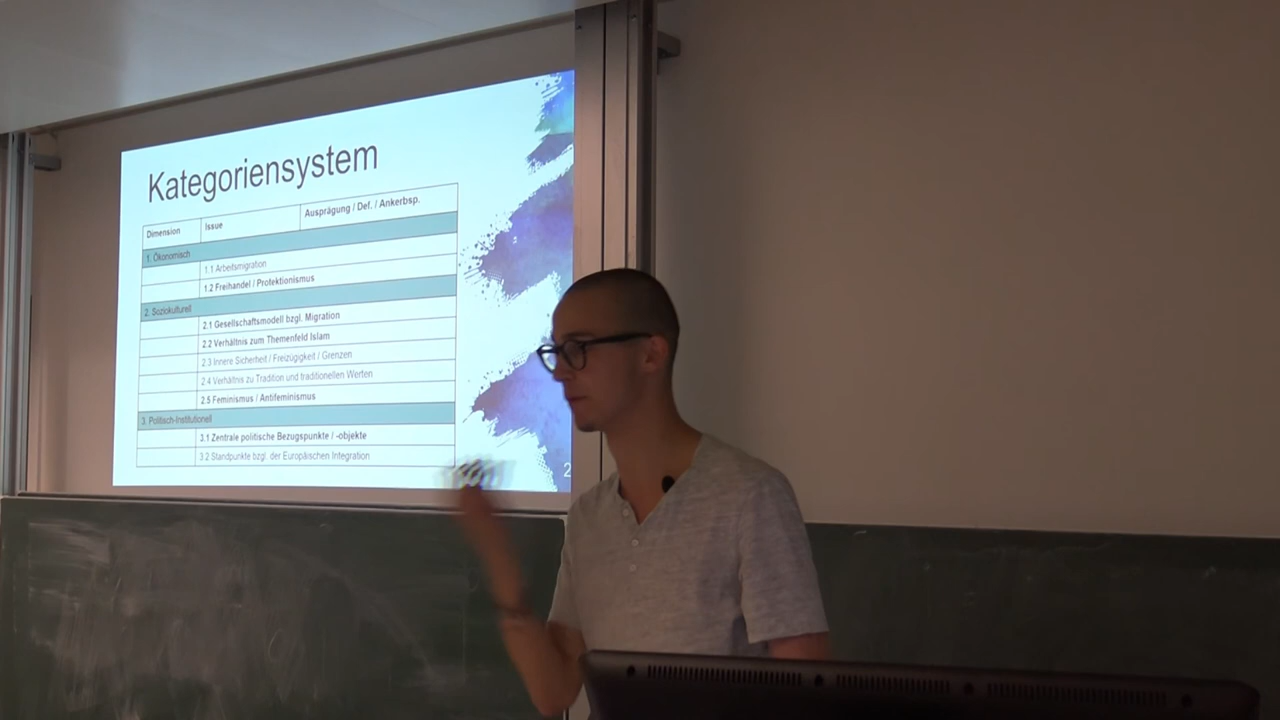 Kategoriensystem
Dimension Issue Ausprägung / Def. / Ankerbsp.
1. Ökonomisch
1.1 Arbeitsmigration
1.2 Freihandel / Protektionismus
2. Soziokulturell
2.1 Gesellschaftsmodell bzgl. Migration
2.2 Verhältnis zum Themenfeld Islam
2.3 Innere Sicherheit / Freizügigkeit / Grenzen
2.4 Verhältnis zu Tradition und traditionellen Werten
2.5 Feminismus / Antifeminismus
3. Politisch-Institutionell
3.1 Zentrale politische Bezugspunkte / -objekte
3.2 Standpunkte bzgl. der Europäischen Integration